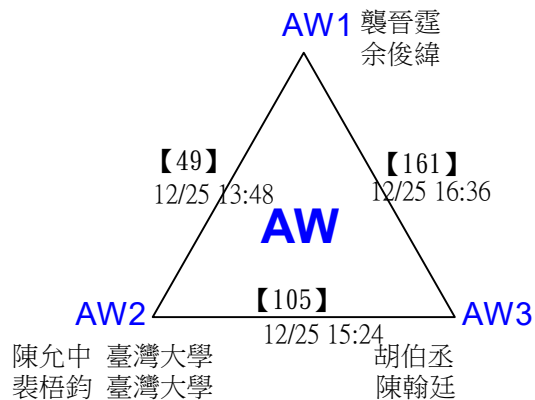 AW1 龔晉霆
余俊緯
【49】
12/25 13:48
【161】
12/25 16:36
AW
【105】
12/25 15:24
AW2
AW3
陳允中 臺灣大學
裴梧鈞 臺灣大學
胡伯丞
陳翰廷